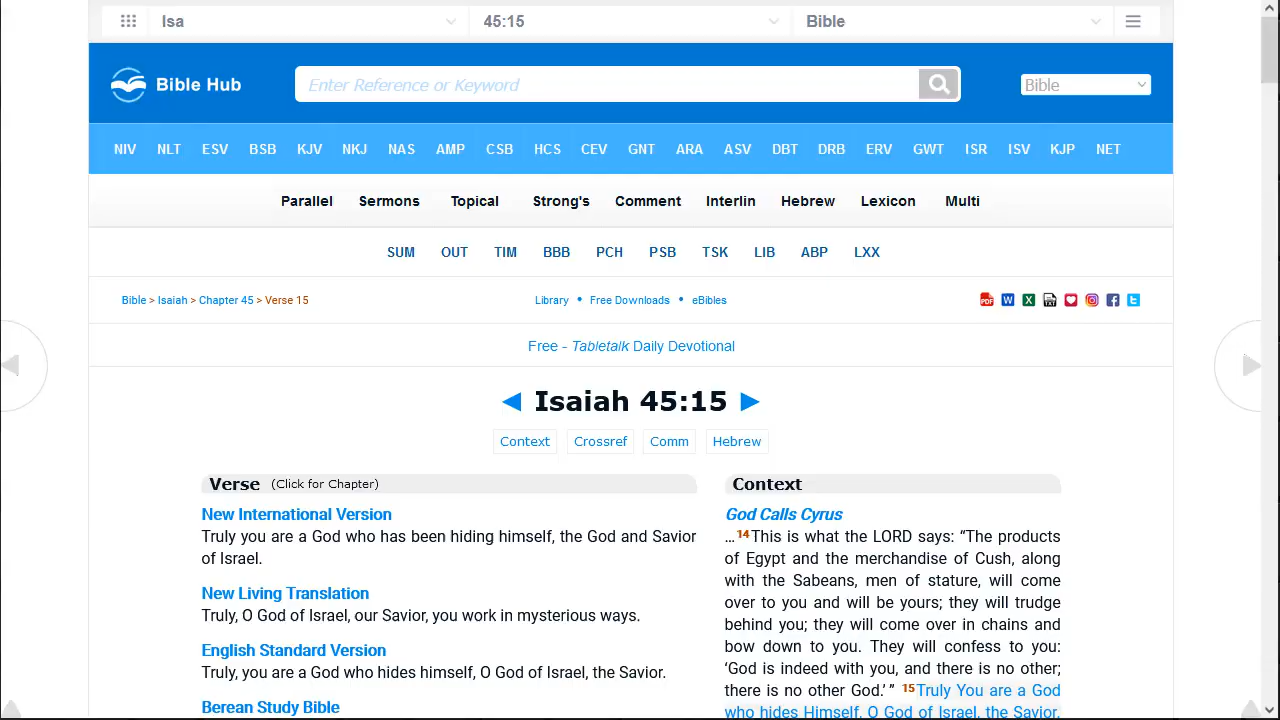 Isa 45:15 Bible
Bible Hub Enter Reference or Keyword Bible
NIV NLT ESV BSB KJV NKJ NAS AMP CSB HCS CEV GNT ARA ASV DBT DRB ERV GWT ISR ISV KJP NET
Parallel Sermons Topical Strong's Comment Interlin Hebrew Lexicon Multi
SUM OUT TIM BBB PCH PSB TSK LIB ABP LXX
Bible > Isaiah > Chapter 45 > Verse 15 Library • Free Downloads • eBibles
Free - Tabletalk Daily Devotional
◄ Isaiah 45:15 ►
Context Crossref Comm Hebrew
Verse (Click for Chapter)
New International Version
Truly you are a God who has been hiding himself, the God and Savior
of Israel.
New Living Translation
Truly, O God of Israel, our Savior, you work in mysterious ways.
English Standard Version
Truly, you are a God who hides himself, O God of Israel, the Savior.
Berean Study Bible
Context
God Calls Cyrus
…14This is what the LORD says: “The products
of Egypt and the merchandise of Cush, along
with the Sabeans, men of stature, will come
over to you and will be yours; they will trudge
behind you; they will come over in chains and
bow down to you. They will confess to you:
‘God is indeed with you, and there is no other;
there is no other God.’ ” 15Truly You are a God
who hides Himself, O God of Israel, the Savior.